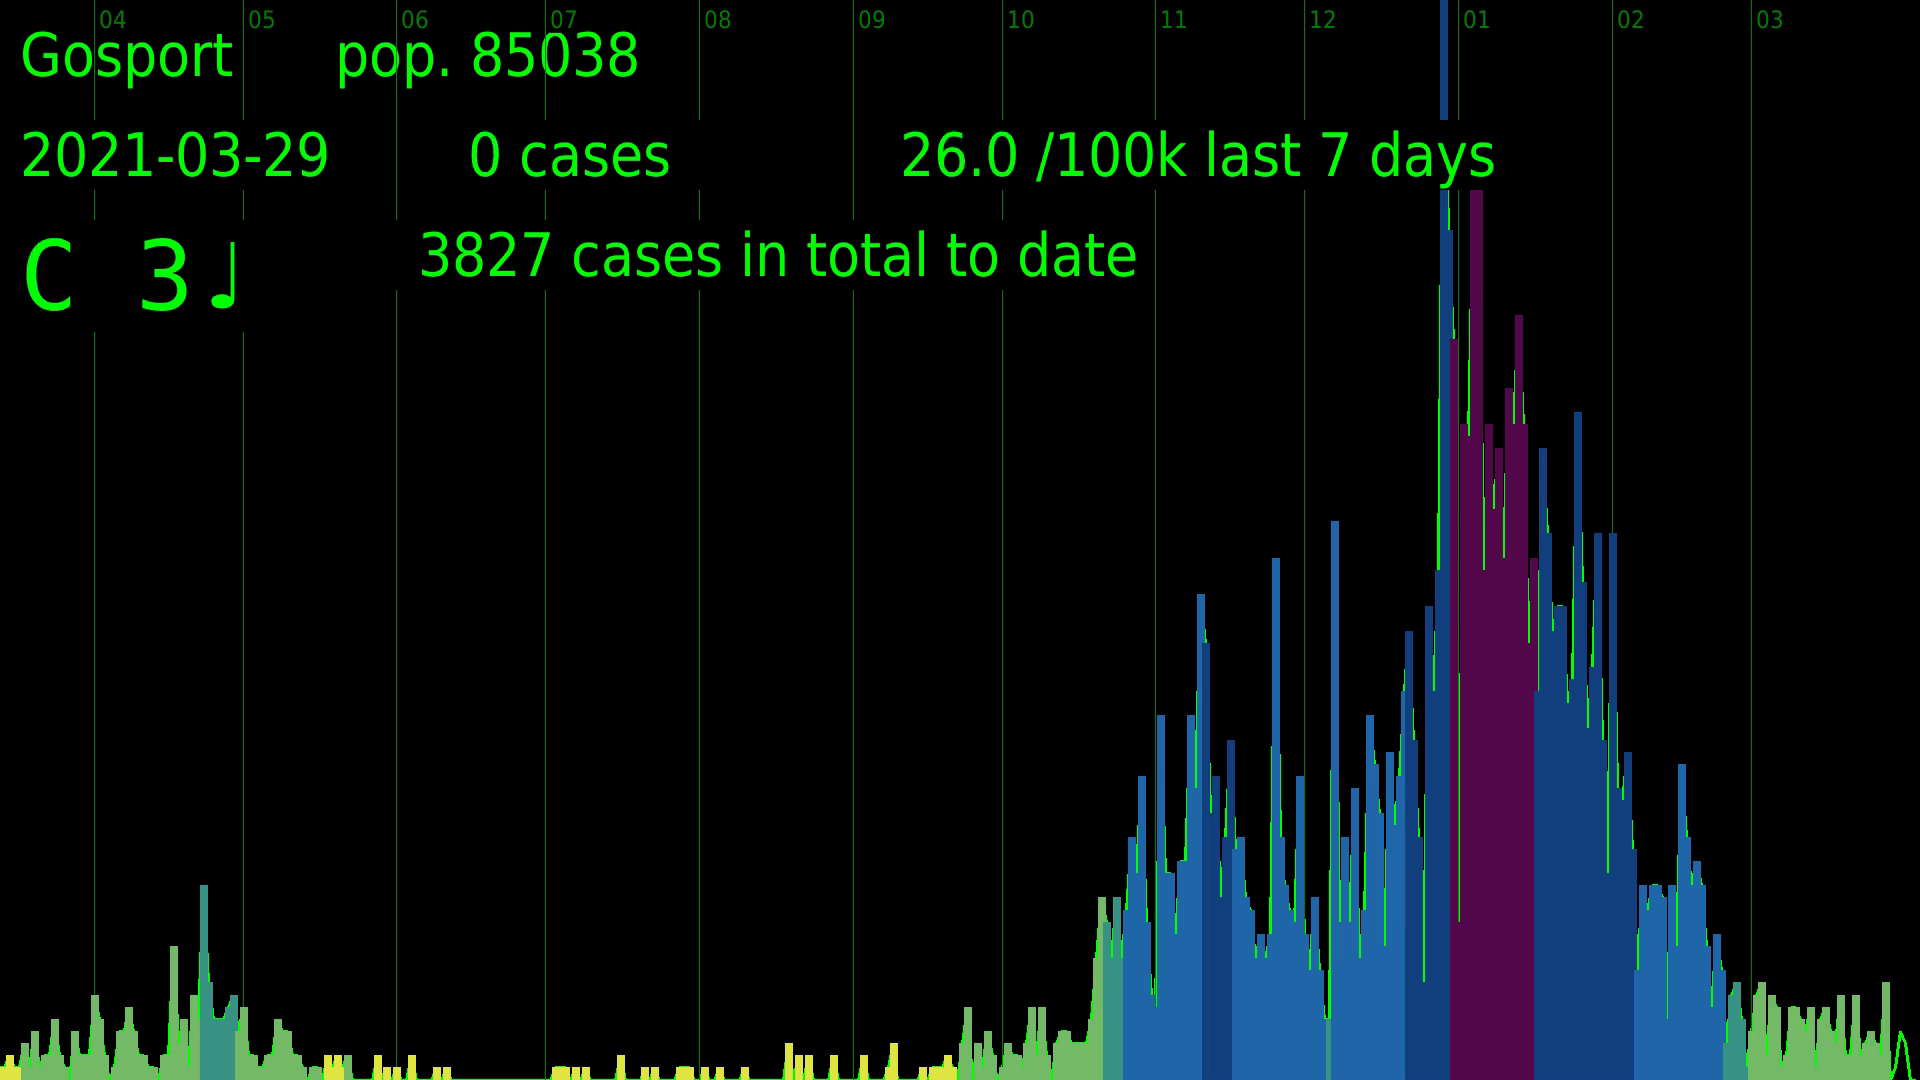 04 05 06 07 08 09 10 11 12 01 02 03
Gosport pop. 85038
2021-03-29 0 cases 26.0 /100k last 7 days
C 3♩ 3827 cases in total to date